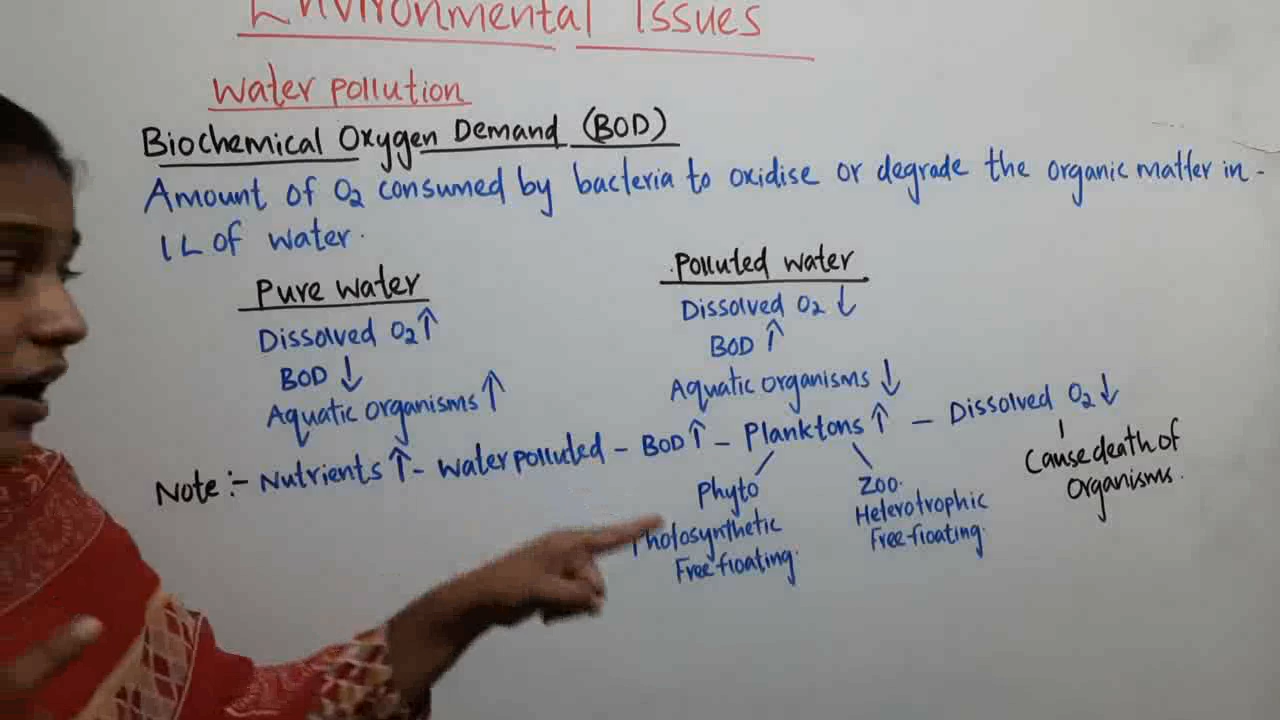 Environmental Issues
Water pollution
Biochemical Oxygen Demand (BOD)
Amount of O₂ consumed by bacteria to oxidise or degrade the organic matter in -
1L of water.
Pure water
Dissolved O₂ ↑
BOD ↓
Aquatic organisms ↑
Polluted water
Dissolved O₂ ↓
BOD ↑
Aquatic organisms ↓
Note :- Nutrients ↑ - Water polluted - BOD ↑ - Planktons ↑ - Dissolved O₂ ↓
Phyto
Photosynthetic
Free floating.
Zoo.
Heterotrophic
Free floating.
Cause death of
Organisms.